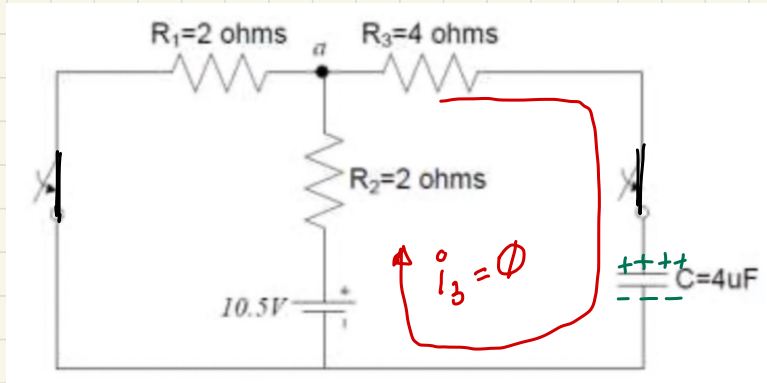 R₁=2 ohms
a
R₃=4 ohms
R₂=2 ohms
i₃=0
++++
C=4uF
10.5V
+